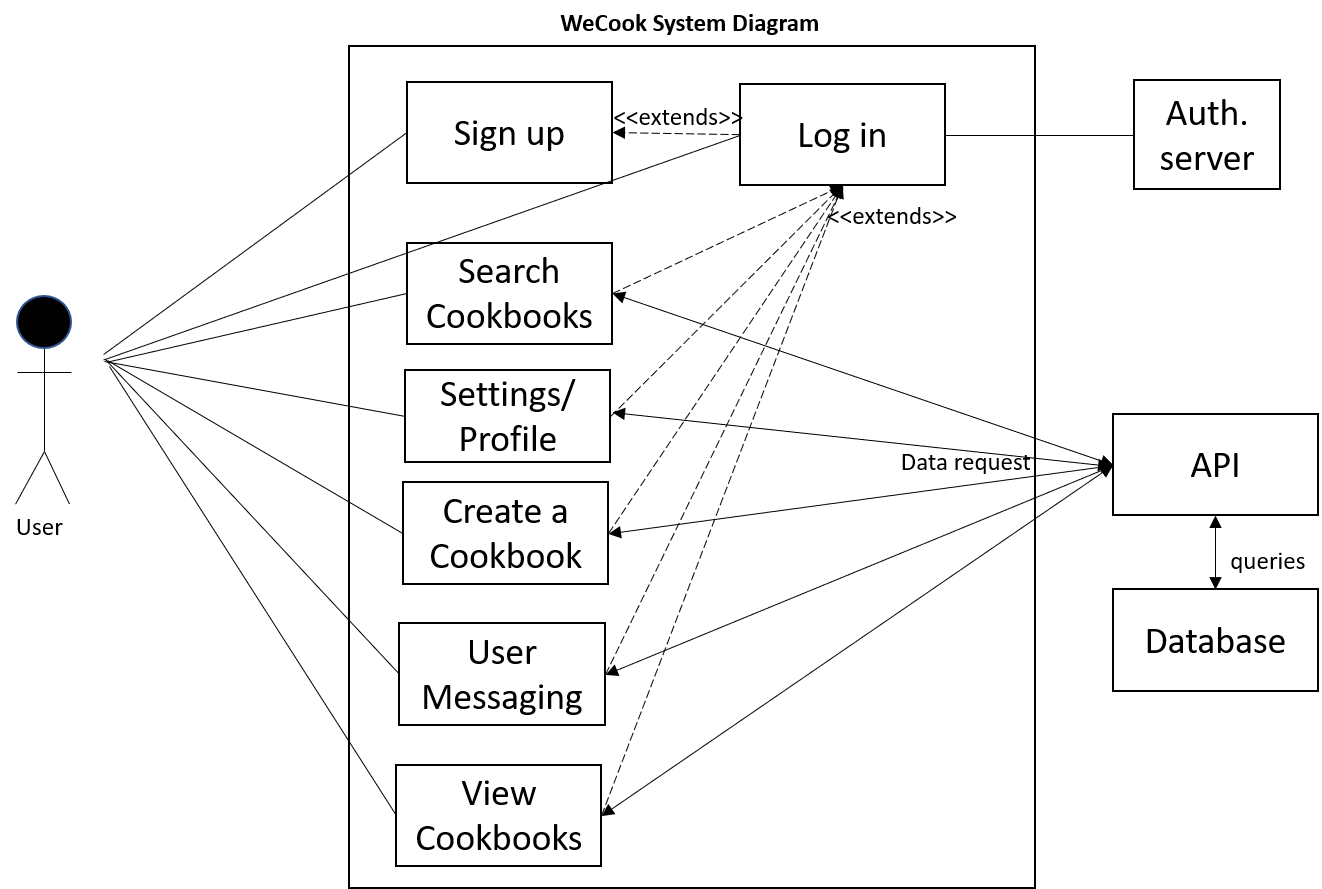 WeCook System Diagram
Sign up
<<extends>>
Log in
Auth.
server
<<extends>>
Search
Cookbooks
Settings/
Profile
Data request
API
Create a
Cookbook
User
queries
User
Messaging
Database
View
Cookbooks